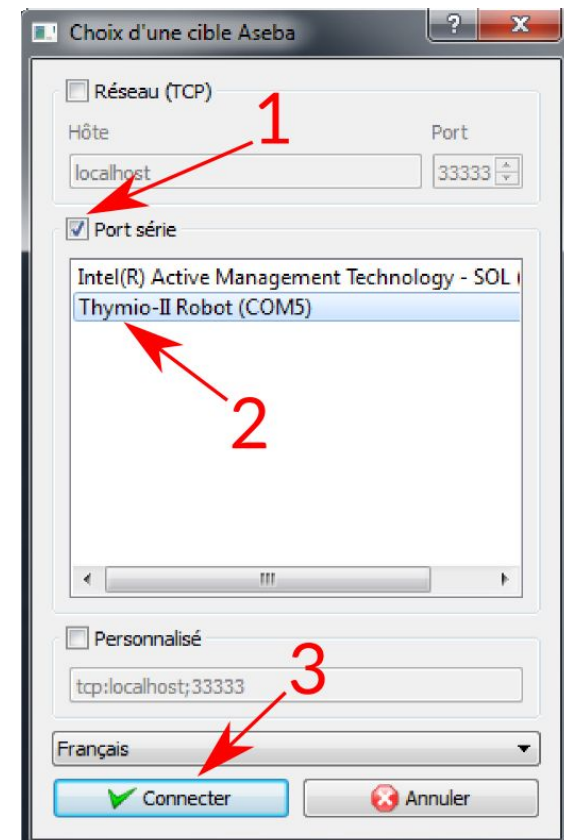 Choix d'une cible Aseba
Réseau (TCP)
1
Hôte Port
localhost 33333
Port série
Intel(R) Active Management Technology - SOL (
Thymio-II Robot (COM5)
2
Personnalisé
3
tcp:localhost;33333
Français
Connecter Annuler